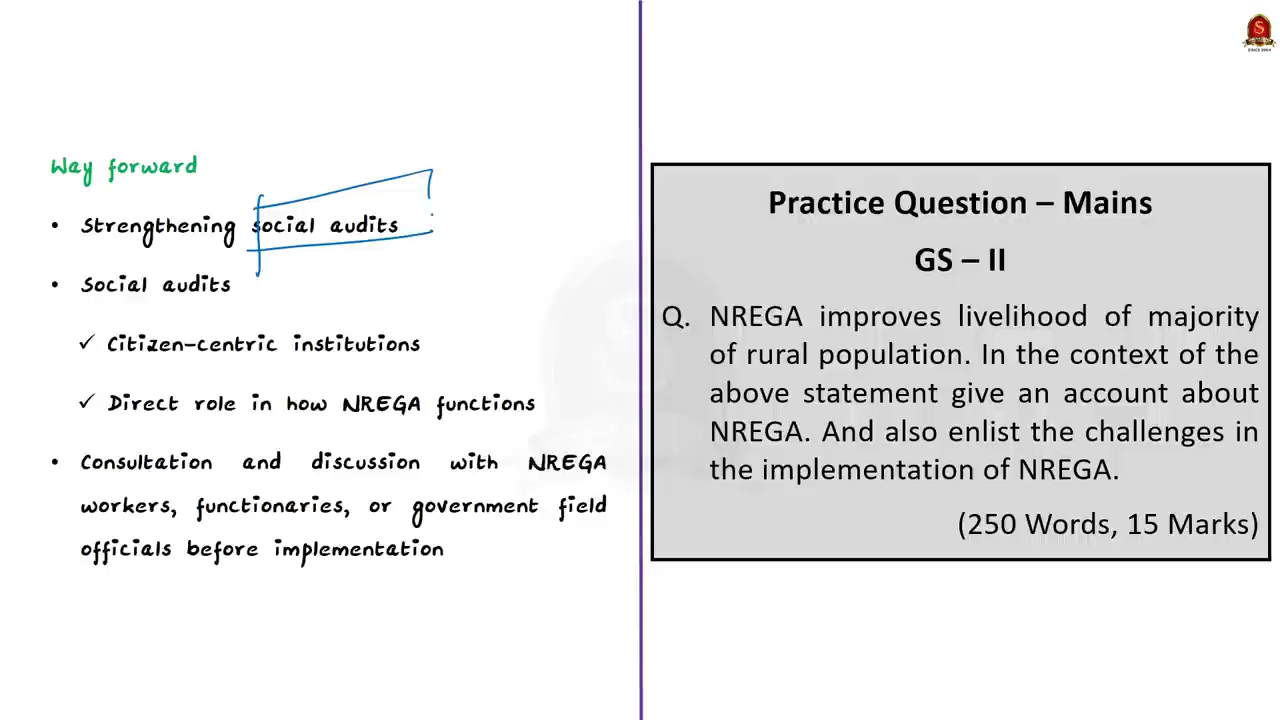 Way forward
• Strengthening social audits
• Social audits
✓ Citizen-centric institutions
✓ Direct role in how NREGA functions
• Consultation and discussion with NREGA
workers, functionaries, or government field
officials before implementation
S
SINCE 2004
Practice Question – Mains
GS – II
Q. NREGA improves livelihood of majority
of rural population. In the context of the
above statement give an account about
NREGA. And also enlist the challenges in
the implementation of NREGA.
(250 Words, 15 Marks)